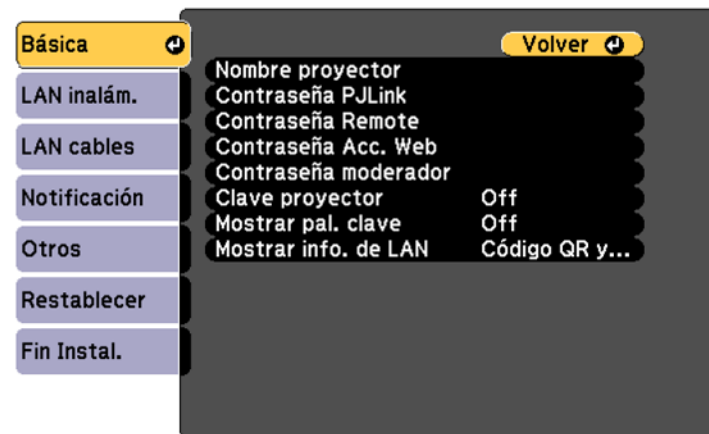 Básica
LAN inalám.
LAN cables
Notificación
Otros
Restablecer
Fin Instal.
Volver
Nombre proyector
Contraseña PJLink
Contraseña Remote
Contraseña Acc. Web
Contraseña moderador
Clave proyector Off
Mostrar pal. clave Off
Mostrar info. de LAN Código QR y...